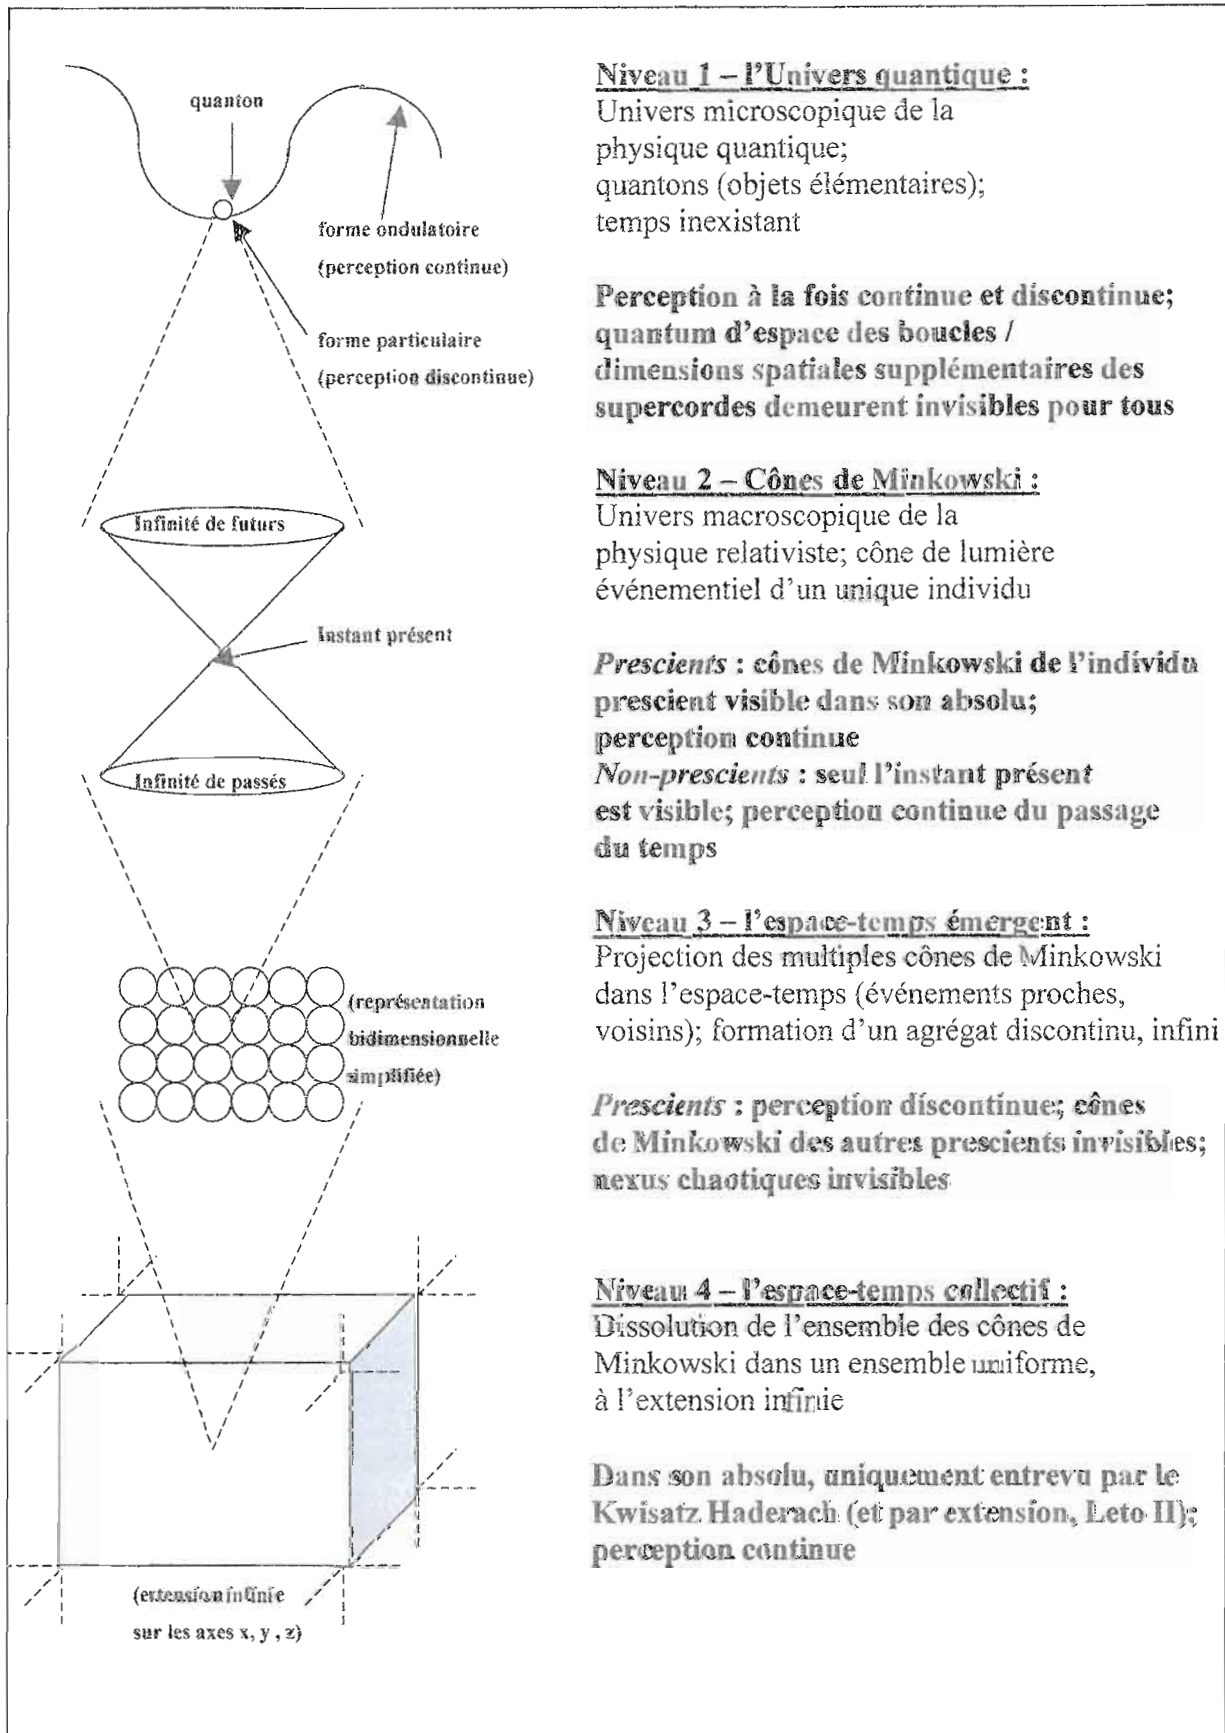 quanton
forme ondulatoire
(perception continue)
forme particulaire
(perception discontinue)
Niveau 1 – l'Univers quantique :
Univers microscopique de la
physique quantique;
quantons (objets élémentaires);
temps inexistant
Perception à la fois continue et discontinue;
quantum d'espace des boucles /
dimensions spatiales supplémentaires des
supercordes demeurent invisibles pour tous
Infinité de futurs
Instant présent
Infinité de passés
Niveau 2 – Cônes de Minkowski :
Univers macroscopique de la
physique relativiste; cône de lumière
événementiel d'un unique individu
Prescients : cônes de Minkowski de l'individu
prescient visible dans son absolu;
perception continue
Non-prescients : seul l'instant présent
est visible; perception continue du passage
du temps
(représentation
bidimensionnelle
simplifiée)
Niveau 3 – l'espace-temps émergent :
Projection des multiples cônes de Minkowski
dans l'espace-temps (événements proches,
voisins); formation d'un agrégat discontinu, infini
Prescients : perception discontinue; cônes
de Minkowski des autres prescients invisibles;
nexus chaotiques invisibles
Niveau 4 – l'espace-temps collectif :
Dissolution de l'ensemble des cônes de
Minkowski dans un ensemble uniforme,
à l'extension infinie
Dans son absolu, uniquement entrevu par le
Kwisatz Haderach (et par extension, Leto II);
perception continue
(extension infinie
sur les axes x, y , z)